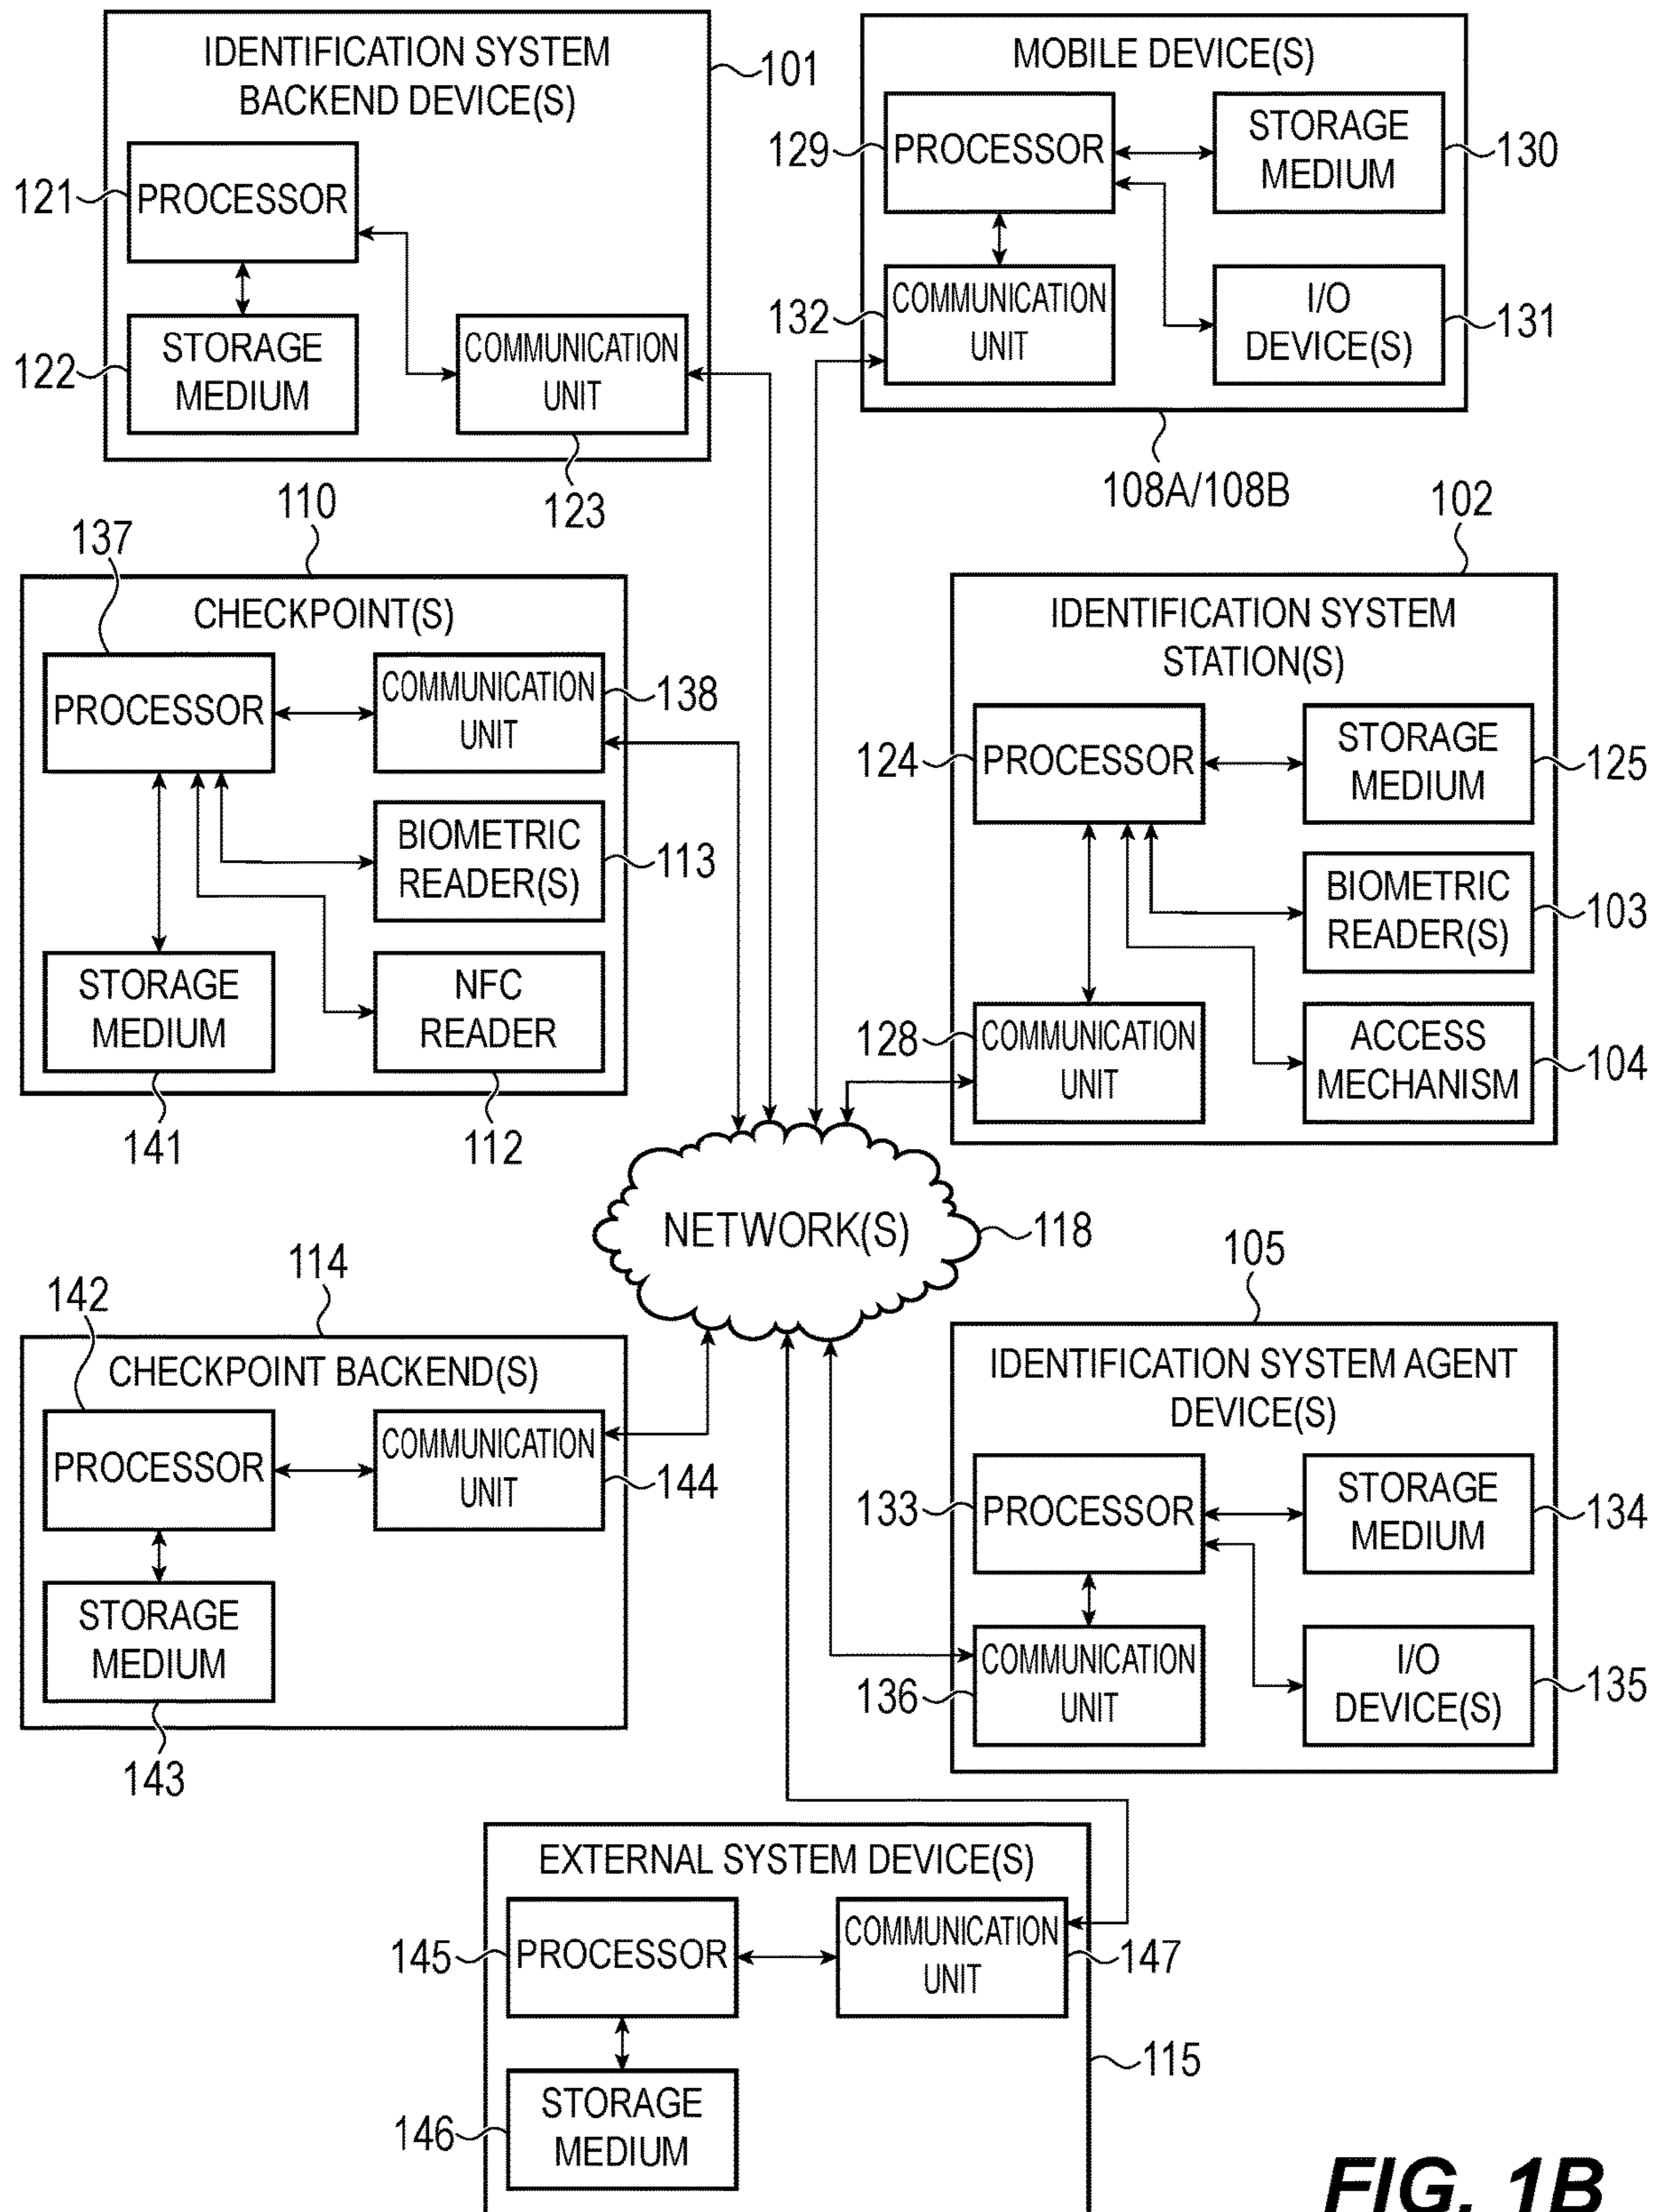 IDENTIFICATION SYSTEM
BACKEND DEVICE(S)
101
121
PROCESSOR
122
STORAGE
MEDIUM
COMMUNICATION
UNIT
123
MOBILE DEVICE(S)
129
PROCESSOR
STORAGE
MEDIUM
130
132
COMMUNICATION
UNIT
I/O
DEVICE(S)
131
108A/108B
110
137
CHECKPOINT(S)
PROCESSOR
COMMUNICATION
UNIT
138
BIOMETRIC
READER(S)
113
STORAGE
MEDIUM
NFC
READER
141
112
102
IDENTIFICATION SYSTEM
STATION(S)
124
PROCESSOR
STORAGE
MEDIUM
125
BIOMETRIC
READER(S)
103
128
COMMUNICATION
UNIT
ACCESS
MECHANISM
104
NETWORK(S)
118
114
142
CHECKPOINT BACKEND(S)
PROCESSOR
COMMUNICATION
UNIT
144
STORAGE
MEDIUM
143
105
IDENTIFICATION SYSTEM AGENT
DEVICE(S)
133
PROCESSOR
STORAGE
MEDIUM
134
136
COMMUNICATION
UNIT
I/O
DEVICE(S)
135
EXTERNAL SYSTEM DEVICE(S)
145
PROCESSOR
COMMUNICATION
UNIT
147
115
146
STORAGE
MEDIUM
FIG. 1B